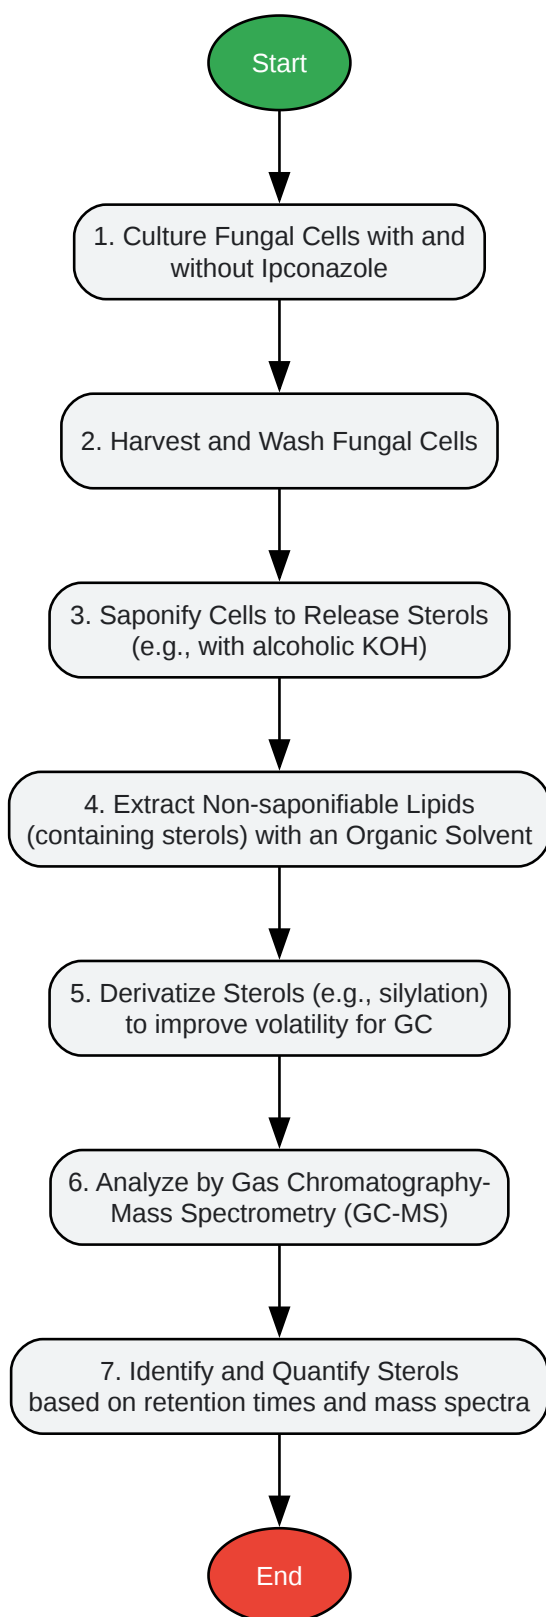 Start
1. Culture Fungal Cells with and
without Ipconazole
2. Harvest and Wash Fungal Cells
3. Saponify Cells to Release Sterols
(e.g., with alcoholic KOH)
4. Extract Non-saponifiable Lipids
(containing sterols) with an Organic Solvent
5. Derivatize Sterols (e.g., silylation)
to improve volatility for GC
6. Analyze by Gas Chromatography-
Mass Spectrometry (GC-MS)
7. Identify and Quantify Sterols
based on retention times and mass spectra
End